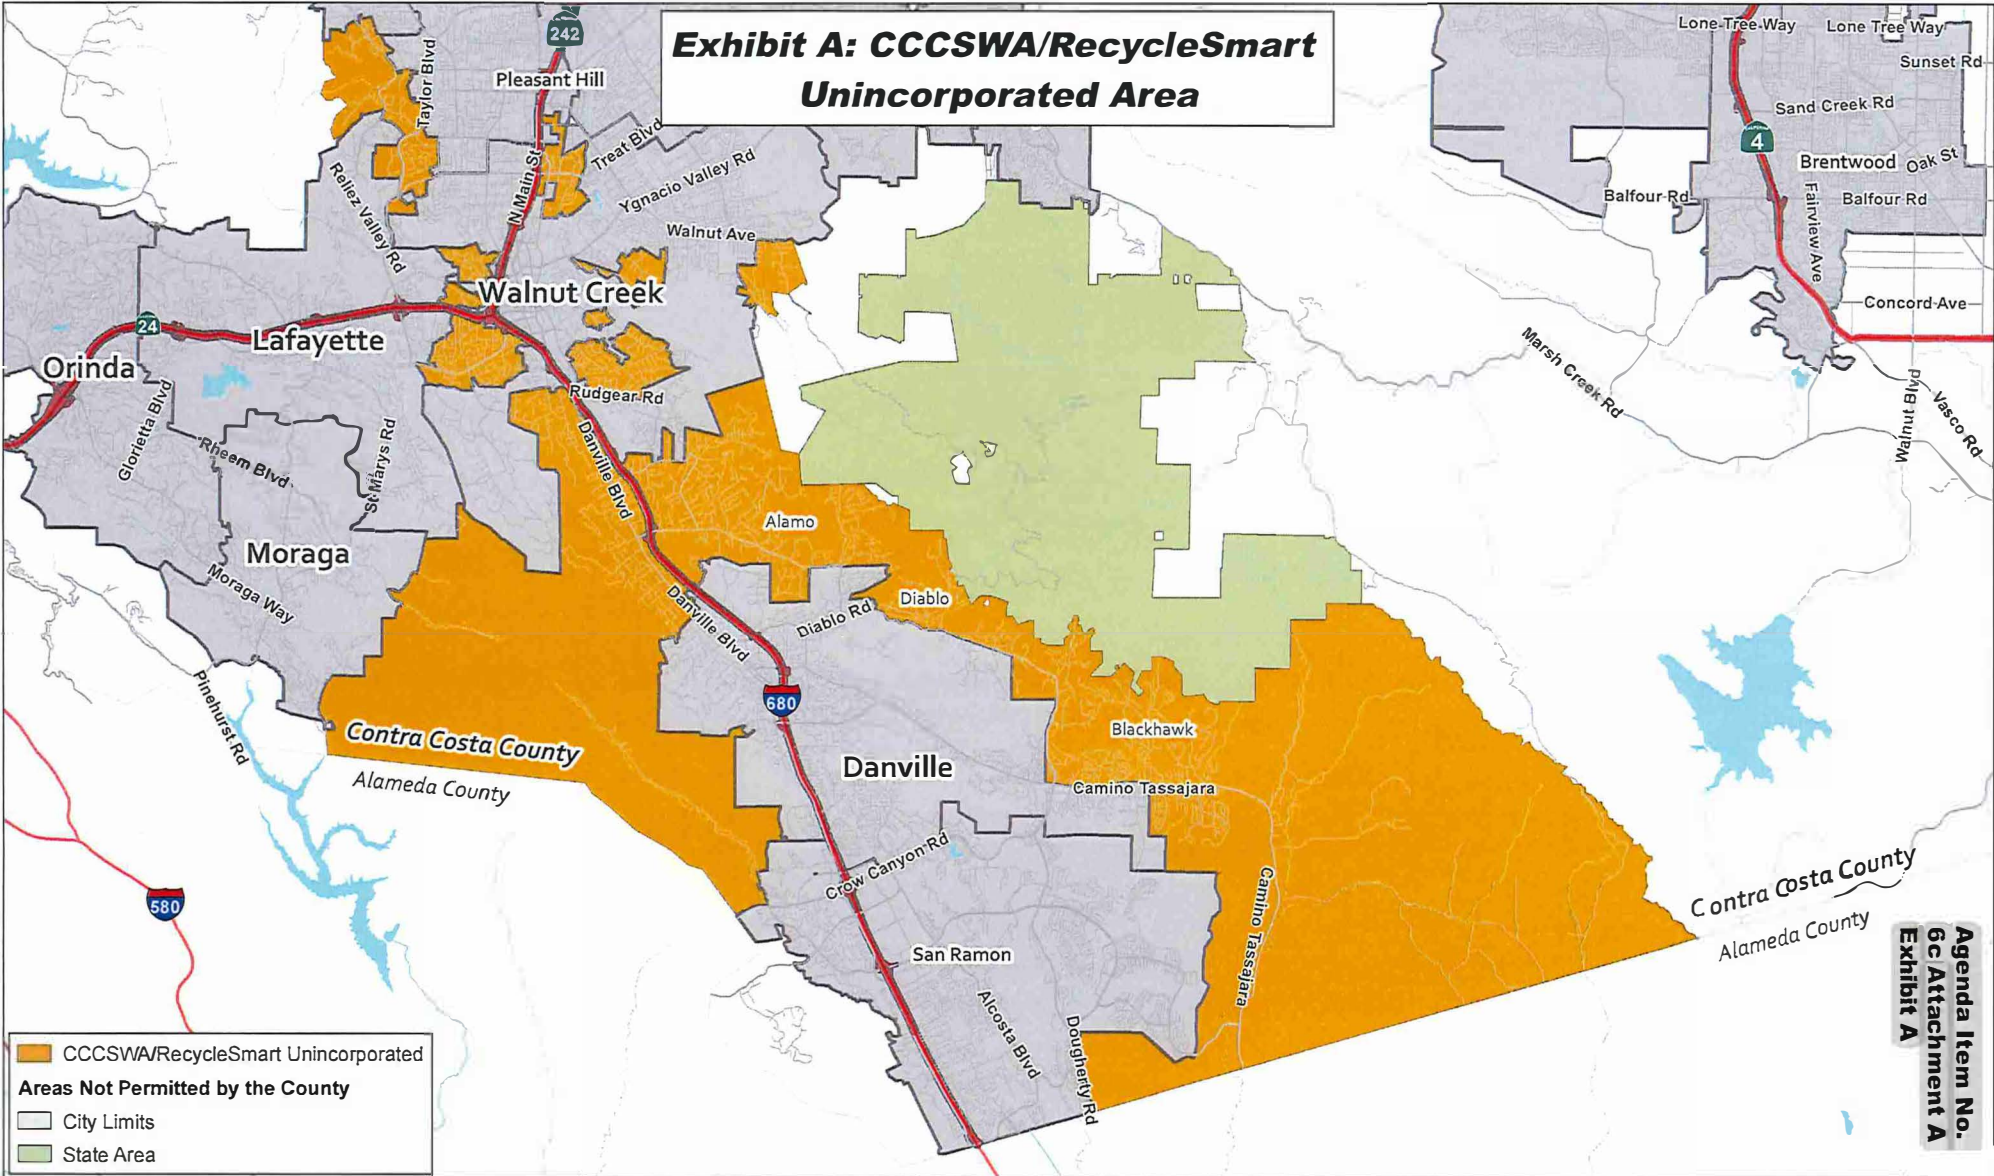 Exhibit A: CCCSWA/RecycleSmart
Unincorporated Area
242
Pleasant Hill
Taylor Blvd
Treat Blvd
N Main St
Ygnacio Valley Rd
Reliez Valley Rd
Walnut Ave
Walnut Creek
24
Lafayette
Orinda
Glorietta Blvd
Rheem Blvd
St Marys Rd
Rudgear Rd
Danville Blvd
Moraga
Moraga Way
Alamo
Diablo
Diablo Rd
Danville Blvd
680
Pinehurst Rd
Contra Costa County
Alameda County
Danville
Blackhawk
Camino Tassajara
Crow Canyon Rd
Camino Tassajara
San Ramon
Alcosta Blvd
Dougherty Rd
580
Lone Tree Way
Lone Tree Way
Sunset Rd
Sand Creek Rd
4
Brentwood
Oak St
Balfour Rd
Balfour Rd
Fairview Ave
Concord Ave
Marsh Creek Rd
Walnut Blvd
Vasco Rd
Contra Costa County
Alameda County
Agenda Item No.
6c Attachment A
Exhibit A
CCCSWA/RecycleSmart Unincorporated
Areas Not Permitted by the County
City Limits
State Area